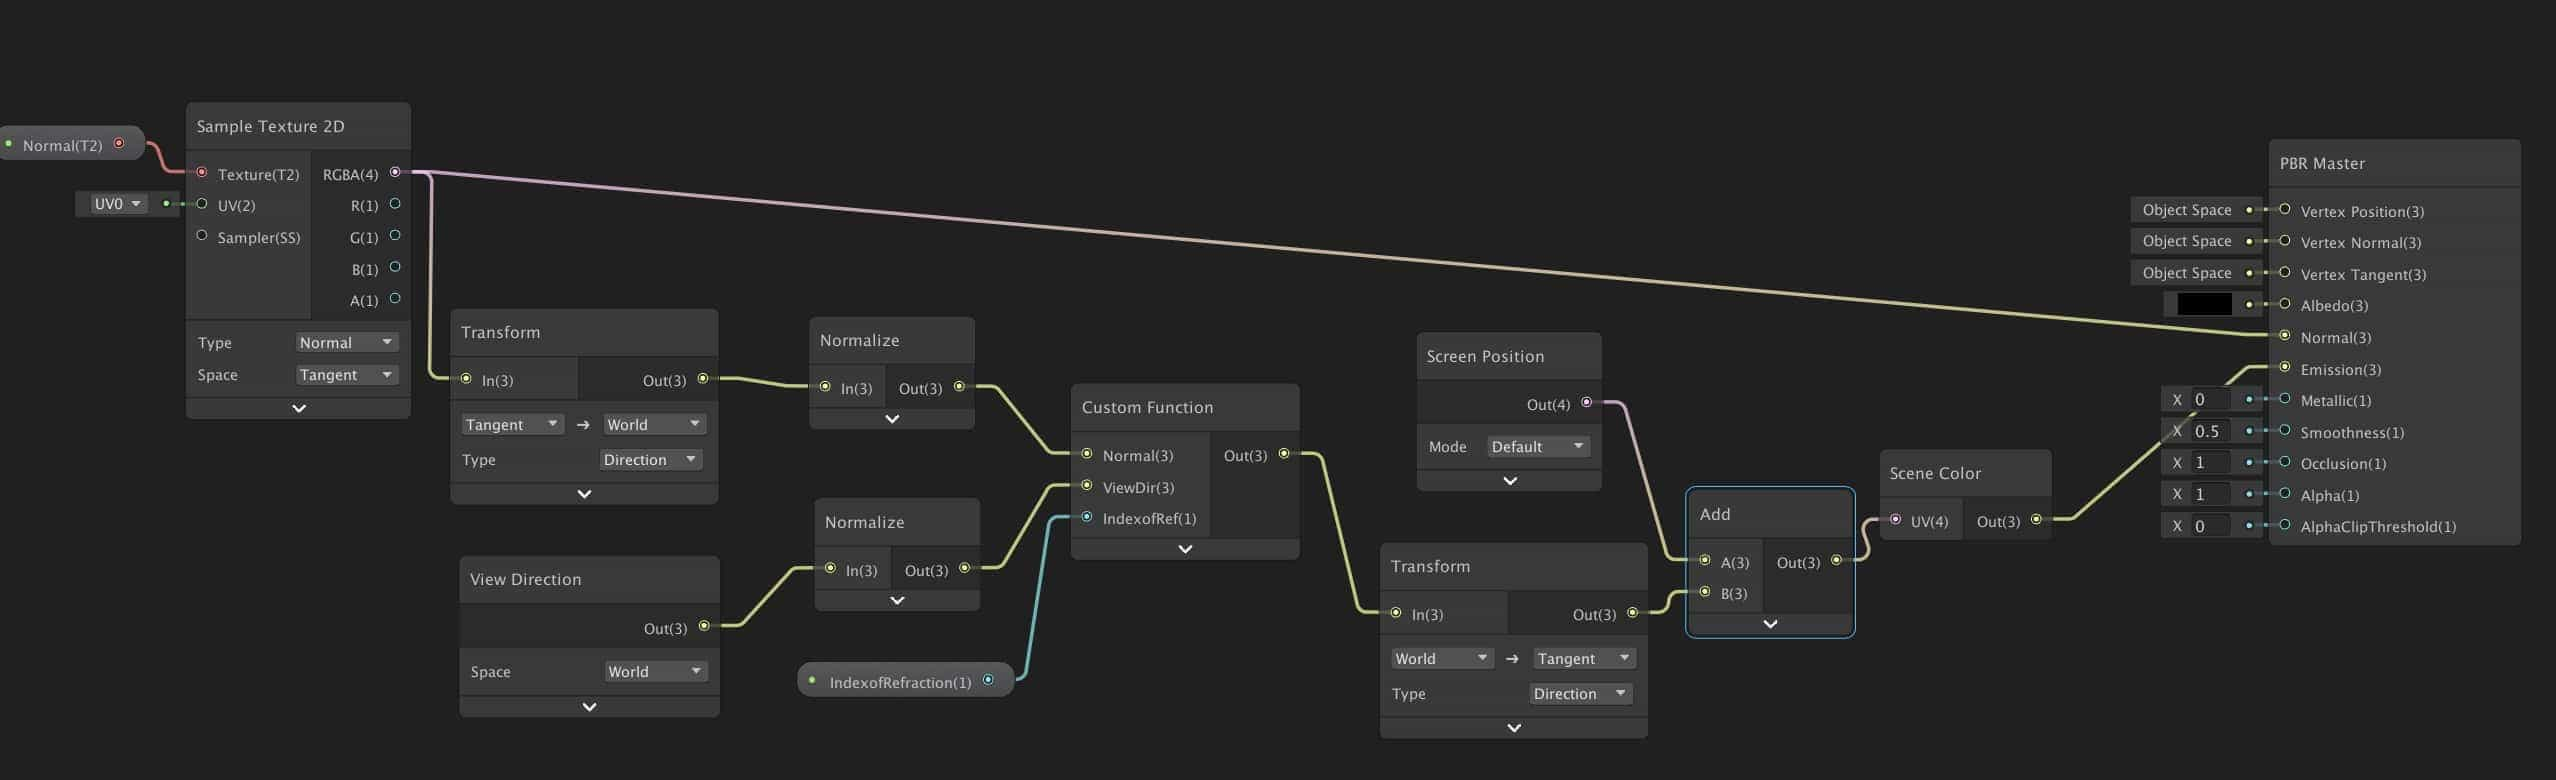 Normal(T2)
UV0
Sample Texture 2D
Texture(T2) RGBA(4)
UV(2) R(1)
Sampler(SS) G(1)
B(1)
A(1)
Type Normal
Space Tangent
Transform
In(3) Out(3)
Tangent → World
Type Direction
View Direction
Out(3)
Space World
Normalize
In(3) Out(3)
Normalize
In(3) Out(3)
IndexofRefraction(1)
Custom Function
Normal(3) Out(3)
ViewDir(3)
IndexofRef(1)
Screen Position
Out(4)
Mode Default
Transform
In(3) Out(3)
World → Tangent
Type Direction
Add
A(3) Out(3)
B(3)
Scene Color
UV(4) Out(3)
PBR Master
Object Space Vertex Position(3)
Object Space Vertex Normal(3)
Object Space Vertex Tangent(3)
Albedo(3)
Normal(3)
Emission(3)
X 0 Metallic(1)
X 0.5 Smoothness(1)
X 1 Occlusion(1)
X 1 Alpha(1)
X 0 AlphaClipThreshold(1)